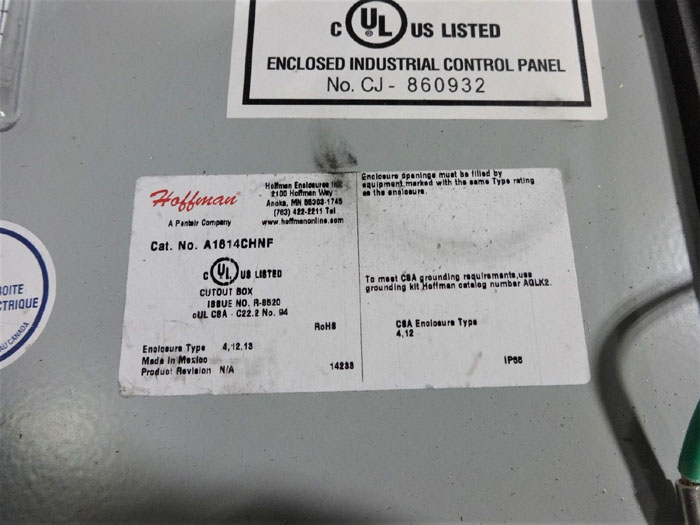 c UL US LISTED
®
ENCLOSED INDUSTRIAL CONTROL PANEL
No. CJ - 860932
Hoffman
A Pentair Company
Hoffman Enclosures Inc.
2100 Hoffman Way
Anoka, MN 55303-1745
(763) 422-2211 Tel
www.hoffmanonline.com
Cat. No. A1614CHNF
c UL US LISTED
CUTOUT BOX
ISSUE NO. R-8520
cUL CSA - C22.2 No. 94
RoHS
Enclosure Type 4,12,13
Made in Mexico
Product Revision N/A
14233
Enclosure openings must be filled by
equipment marked with the same Type rating
as the enclosure.
To meet CSA grounding requirements,use
grounding kit Hoffman catalog number AGLK2.
CSA Enclosure Type
4,12
IP66
BOITE
CTRIQUE
AU/CANADA